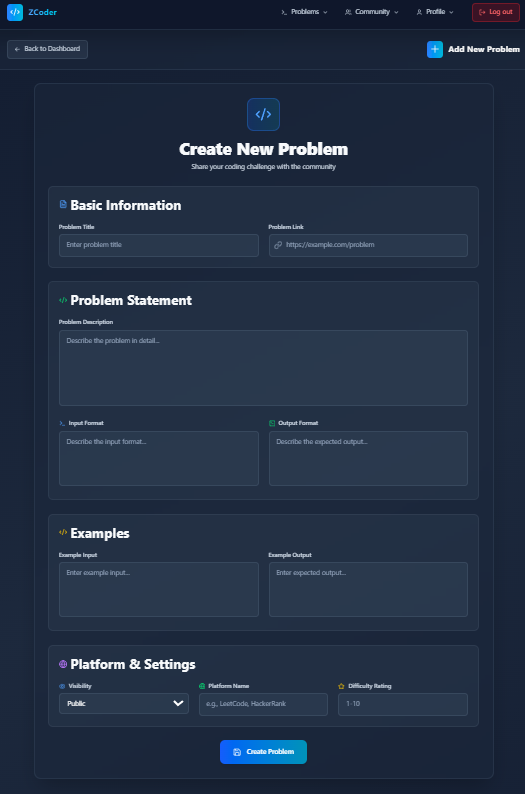 ZCoder
Problems
Community
Profile
Log out
← Back to Dashboard
+ Add New Problem
</>
Create New Problem
Share your coding challenge with the community
Basic Information
Problem Title
Problem Link
Enter problem title
https://example.com/problem
Problem Statement
Problem Description
Describe the problem in detail...
Input Format
Output Format
Describe the input format...
Describe the expected output...
Examples
Example Input
Example Output
Enter example input...
Enter expected output...
Platform & Settings
Visibility
Platform Name
Difficulty Rating
Public
e.g., LeetCode, HackerRank
1-10
Create Problem